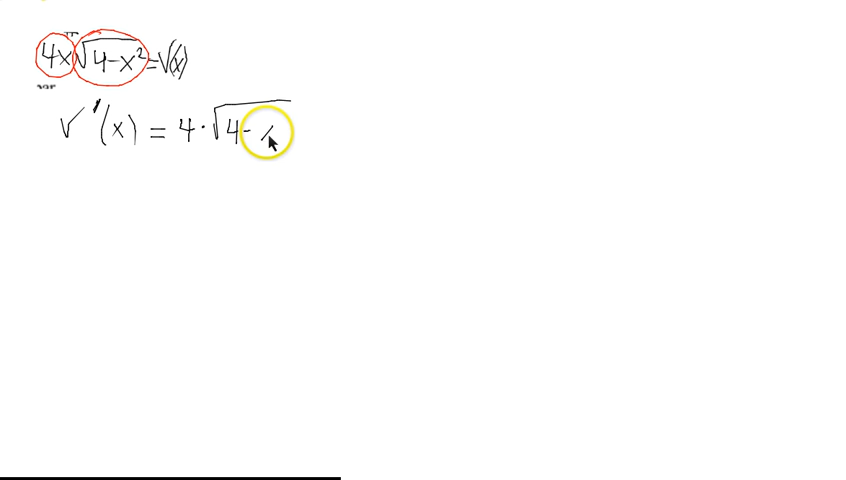 4x√4-x² = V(x)
V'(x) = 4·√4-